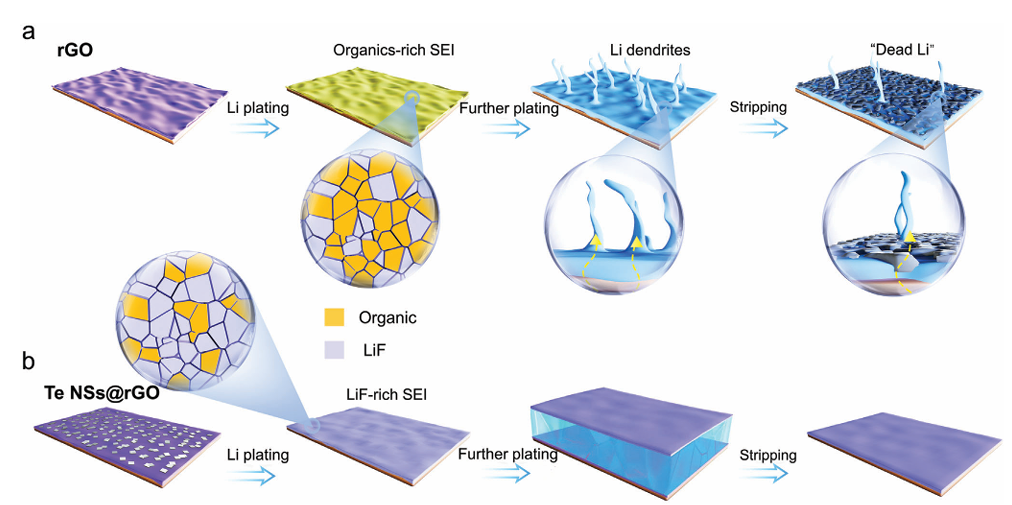 a
rGO
Organics-rich SEI
Li dendrites
“Dead Li”
Li plating
Further plating
Stripping
Organic
LiF
b
Te NSs@rGO
LiF-rich SEI
Li plating
Further plating
Stripping